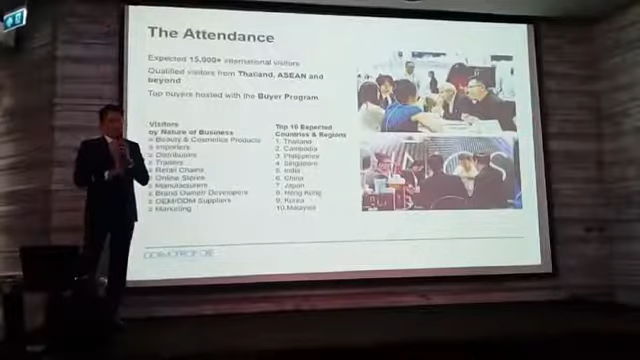 The Attendance
Expected 15,000+ international visitors
Qualified visitors from Thailand, ASEAN and
beyond
Top buyers hosted with the Buyer Program
Visitors
by Nature of Business
Beauty & Cosmetics Products
Importers
Distributors
Traders
Retail Chains
Online Stores
Manufacturers
Brand Owner/ Developers
OEM/ODM Suppliers
Marketing
Top 10 Expected
Countries & Regions
1. Thailand
2. Cambodia
3. Philippines
4. Singapore
5. India
6. China
7. Japan
8. Hong Kong
9. Korea
10. Malaysia